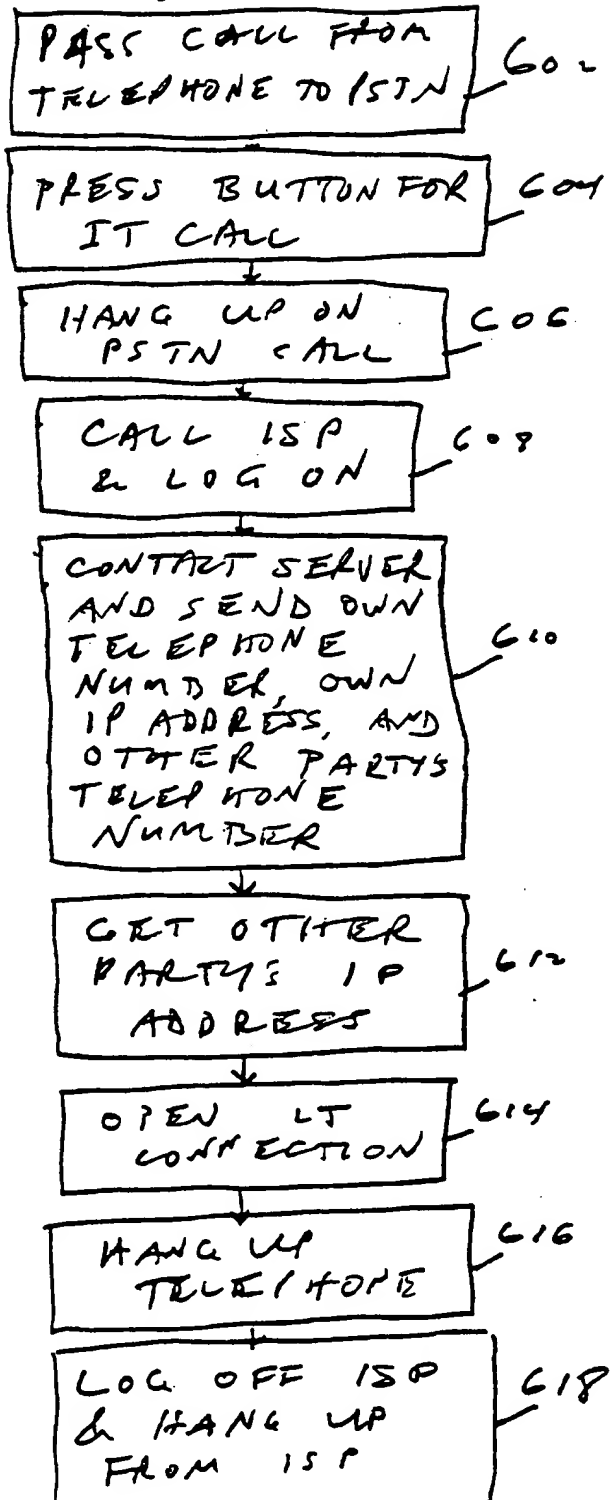 PASS CALL FROM
TELEPHONE TO PSTN
602
PRESS BUTTON FOR
IT CALL
604
HANG UP ON
PSTN CALL
606
CALL ISP
& LOG ON
608
CONTACT SERVER
AND SEND OWN
TELEPHONE
NUMBER, OWN
IP ADDRESS, AND
OTHER PARTY'S
TELEPHONE
NUMBER
610
GET OTHER
PARTY'S IP
ADDRESS
612
OPEN IT
CONNECTION
614
HANG UP
TELEPHONE
616
LOG OFF ISP
& HANG UP
FROM ISP
618